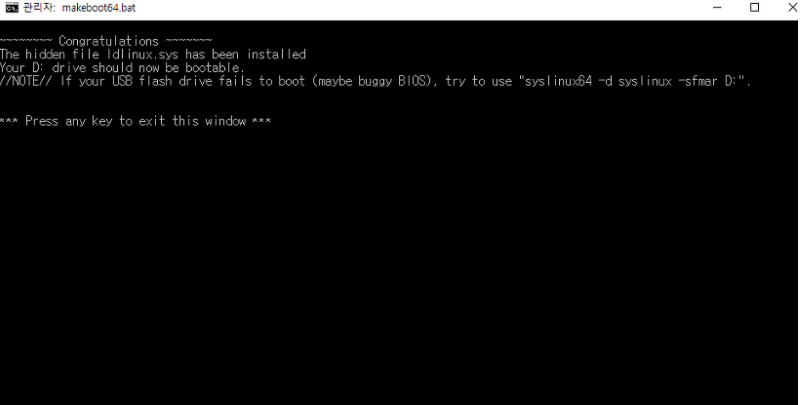 관리자: makeboot64.bat
~~~~~~~~ Congratulations ~~~~~~~
The hidden file ldlinux.sys has been installed
Your D: drive should now be bootable.
//NOTE// If your USB flash drive fails to boot (maybe buggy BIOS), try to use "syslinux64 -d syslinux -sfmar D:".
*** Press any key to exit this window ***